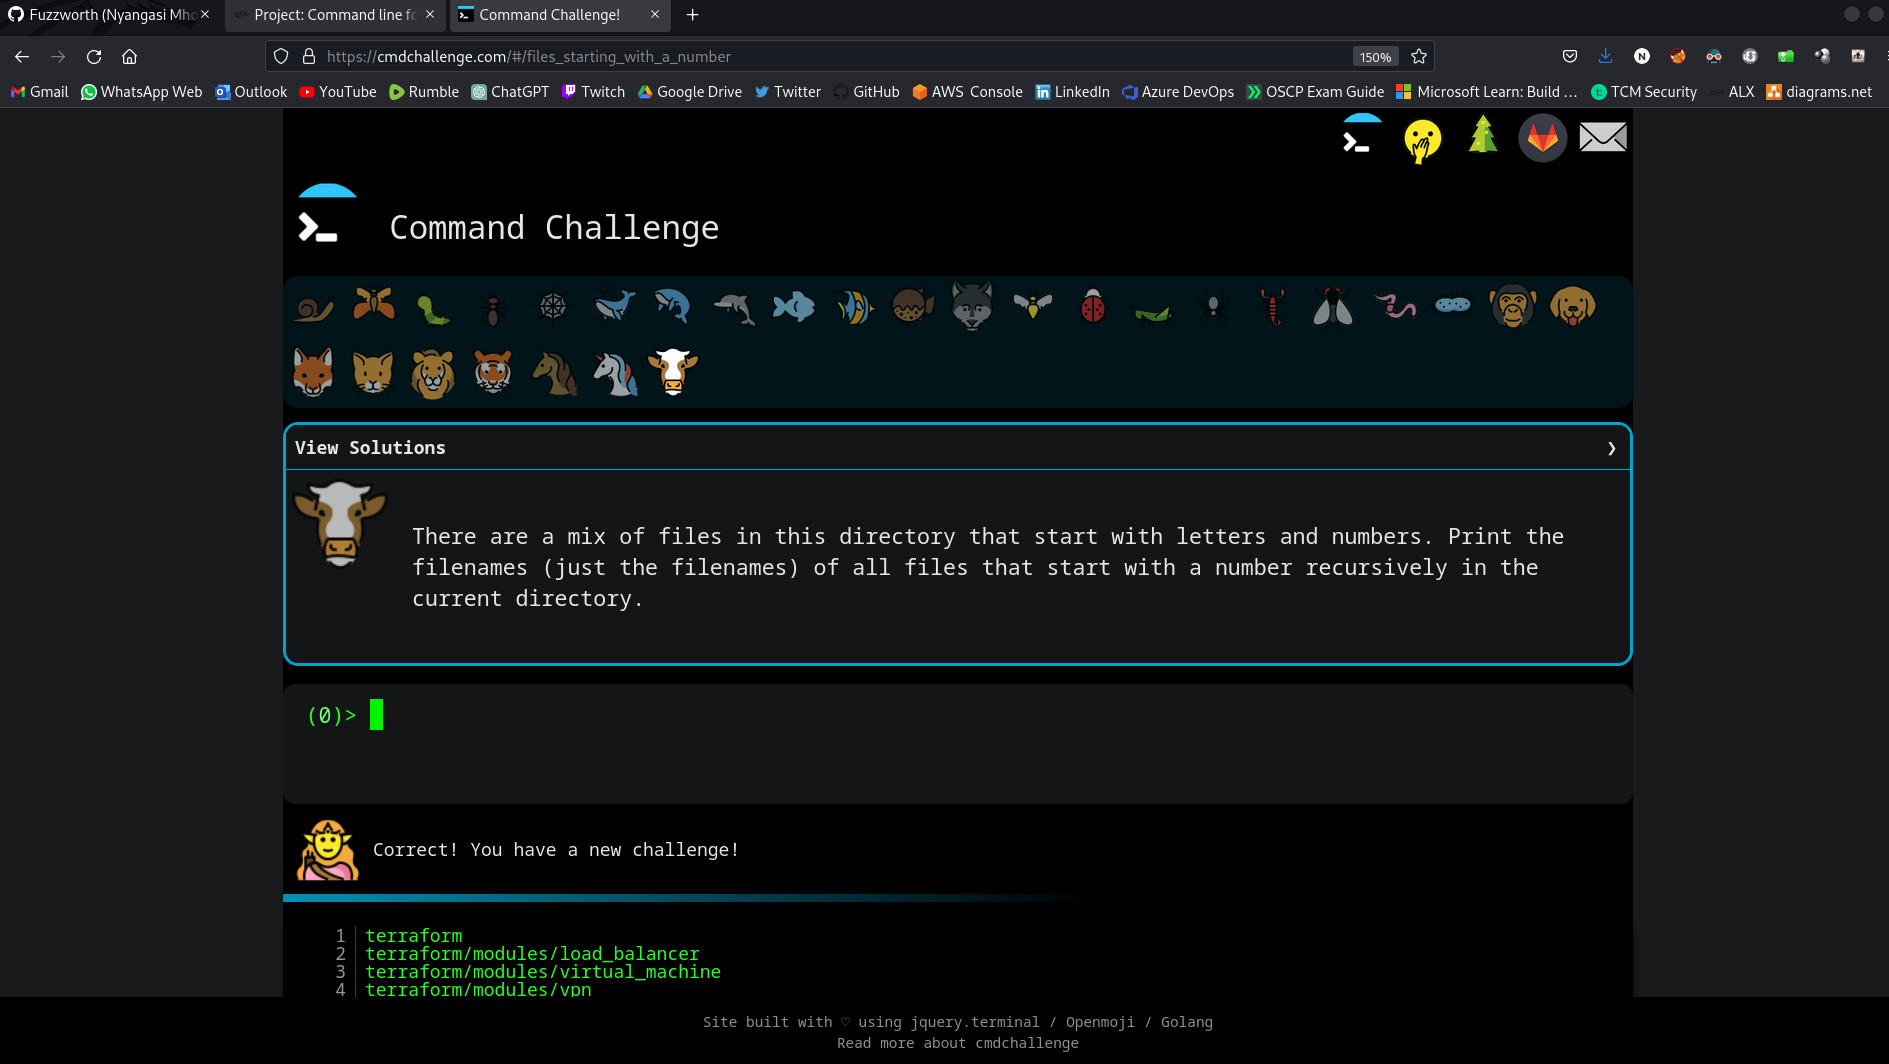 Fuzzworth (Nyangasi Mho
Project: Command line fo
Command Challenge!
https://cmdchallenge.com/#/files_starting_with_a_number
150%
Gmail WhatsApp Web Outlook YouTube Rumble ChatGPT Twitch Google Drive Twitter GitHub AWS Console LinkedIn Azure DevOps OSCP Exam Guide Microsoft Learn: Build ... TCM Security ALX diagrams.net
Command Challenge
View Solutions
There are a mix of files in this directory that start with letters and numbers. Print the
filenames (just the filenames) of all files that start with a number recursively in the
current directory.
(0)>
Correct! You have a new challenge!
1 terraform
2 terraform/modules/load_balancer
3 terraform/modules/virtual_machine
4 terraform/modules/vpn
Site built with ♡ using jquery.terminal / Openmoji / Golang
Read more about cmdchallenge